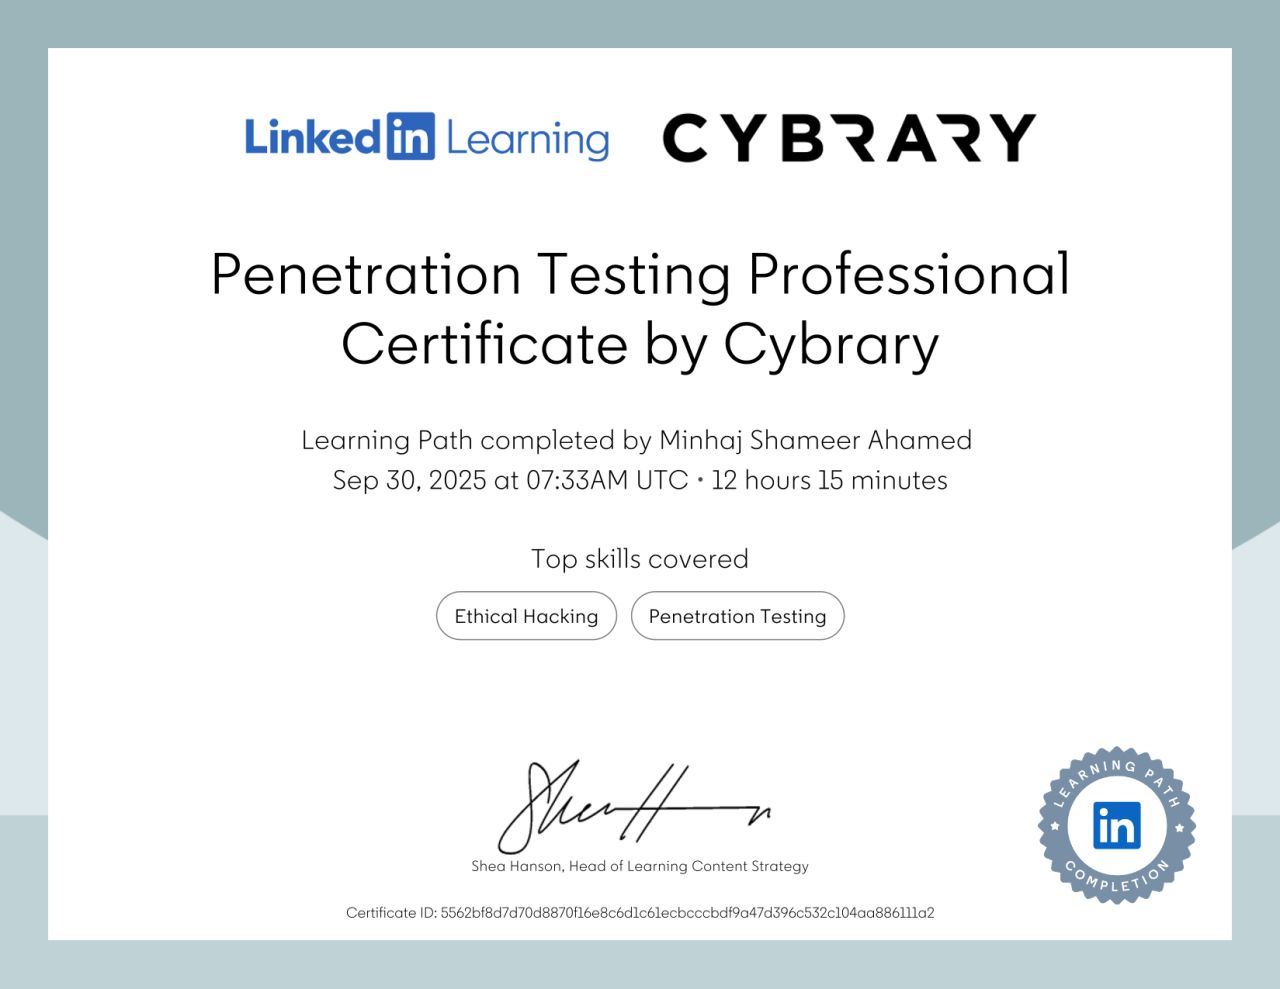 Linked in Learning CYBRARY
Penetration Testing Professional
Certificate by Cybrary
Learning Path completed by Minhaj Shameer Ahamed
Sep 30, 2025 at 07:33AM UTC • 12 hours 15 minutes
Top skills covered
Ethical Hacking Penetration Testing
Shea Hanson, Head of Learning Content Strategy
LEARNING PATH
in
COMPLETION
Certificate ID: 5562bf8d7d70d8870f16e8c6d1c61ecbcccbdf9a47d396c532c104aa886111a2